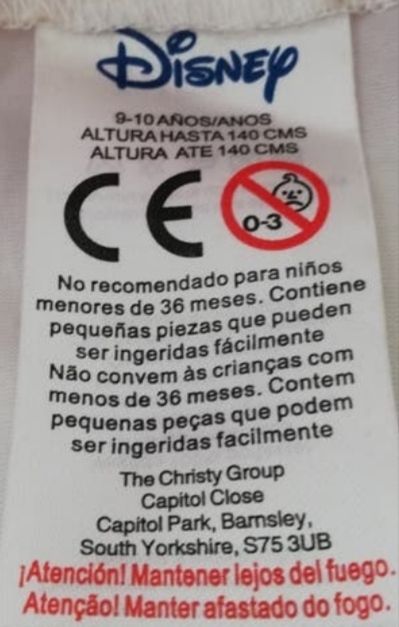 Disney
9-10 AÑOS/ANOS
ALTURA HASTA 140 CMS
ALTURA ATE 140 CMS
CE
0-3
No recomendado para niños
menores de 36 meses. Contiene
pequeñas piezas que pueden
ser ingeridas fácilmente
Não convem às crianças com
menos de 36 meses. Contem
pequenas peças que podem
ser ingeridas facilmente
The Christy Group
Capitol Close
Capitol Park, Barnsley,
South Yorkshire, S75 3UB
¡Atención! Mantener lejos del fuego.
Atenção! Manter afastado do fogo.